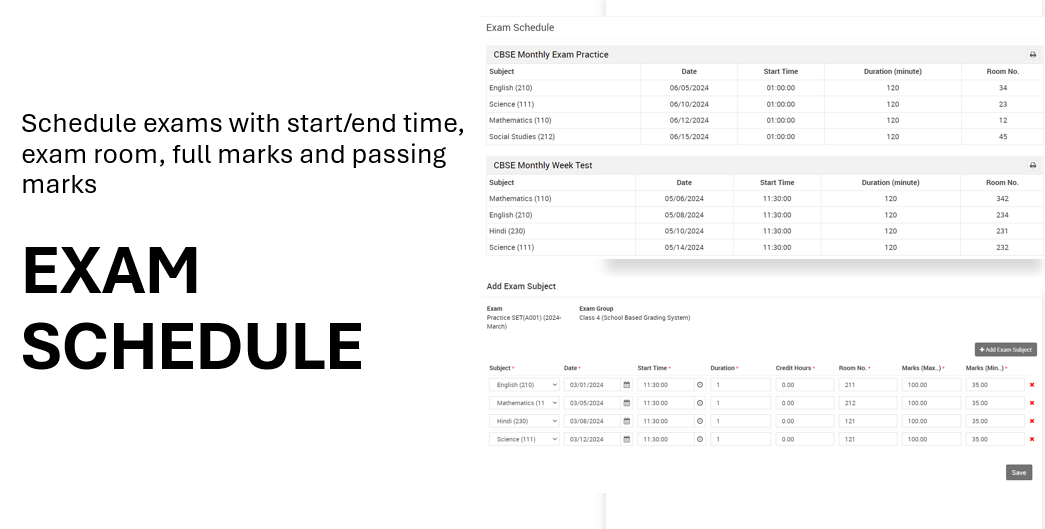 Schedule exams with start/end time,
exam room, full marks and passing
marks
EXAM
SCHEDULE
Exam Schedule
CBSE Monthly Exam Practice
Subject Date Start Time Duration (minute) Room No.
English (210) 06/05/2024 01:00:00 120 34
Science (111) 06/10/2024 01:00:00 120 23
Mathematics (110) 06/12/2024 01:00:00 120 12
Social Studies (212) 06/15/2024 01:00:00 120 45
CBSE Monthly Week Test
Subject Date Start Time Duration (minute) Room No.
Mathematics (110) 05/06/2024 11:30:00 120 342
English (210) 05/08/2024 11:30:00 120 234
Hindi (230) 05/10/2024 11:30:00 120 231
Science (111) 05/14/2024 11:30:00 120 232
Add Exam Subject
Exam Exam Group
Practice SET(A001) (2024- Class 4 (School Based Grading System)
March)
+ Add Exam Subject
Subject * Date * Start Time * Duration * Credit Hours * Room No. * Marks (Max..) * Marks (Min..) *
English (210) 03/01/2024 11:30:00 1 0.00 211 100.00 35.00
Mathematics (11 03/05/2024 11:30:00 1 0.00 212 100.00 35.00
Hindi (230) 03/08/2024 11:30:00 1 0.00 121 100.00 35.00
Science (111) 03/12/2024 11:30:00 1 0.00 121 100.00 35.00
Save